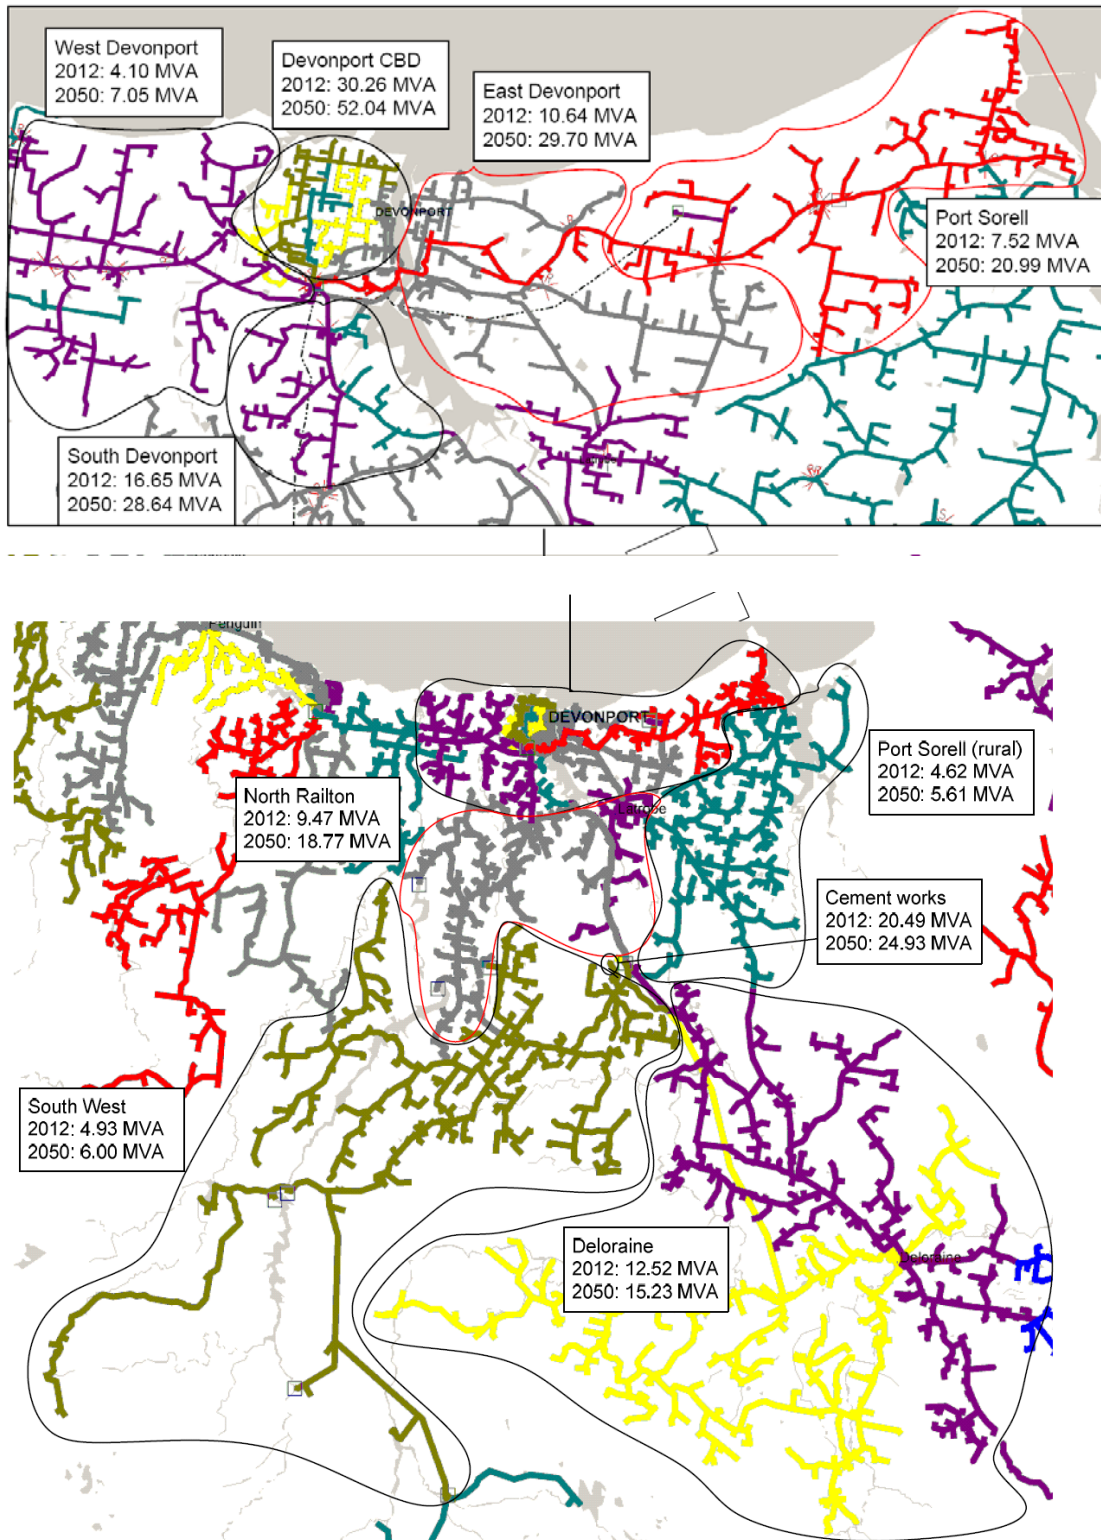 West Devonport
2012: 4.10 MVA
2050: 7.05 MVA
Devonport CBD
2012: 30.26 MVA
2050: 52.04 MVA
East Devonport
2012: 10.64 MVA
2050: 29.70 MVA
DEVONPORT
Port Sorell
2012: 7.52 MVA
2050: 20.99 MVA
South Devonport
2012: 16.65 MVA
2050: 28.64 MVA
Penguin
DEVONPORT
Port Sorell (rural)
2012: 4.62 MVA
2050: 5.61 MVA
North Railton
2012: 9.47 MVA
2050: 18.77 MVA
Latrobe
Cement works
2012: 20.49 MVA
2050: 24.93 MVA
South West
2012: 4.93 MVA
2050: 6.00 MVA
Deloraine
2012: 12.52 MVA
2050: 15.23 MVA
Deloraine